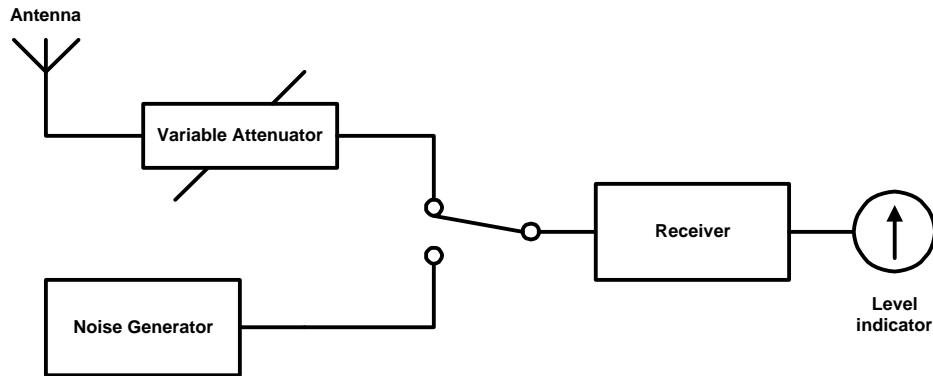 Antenna
Variable Attenuator
Receiver
Noise Generator
Level
indicator